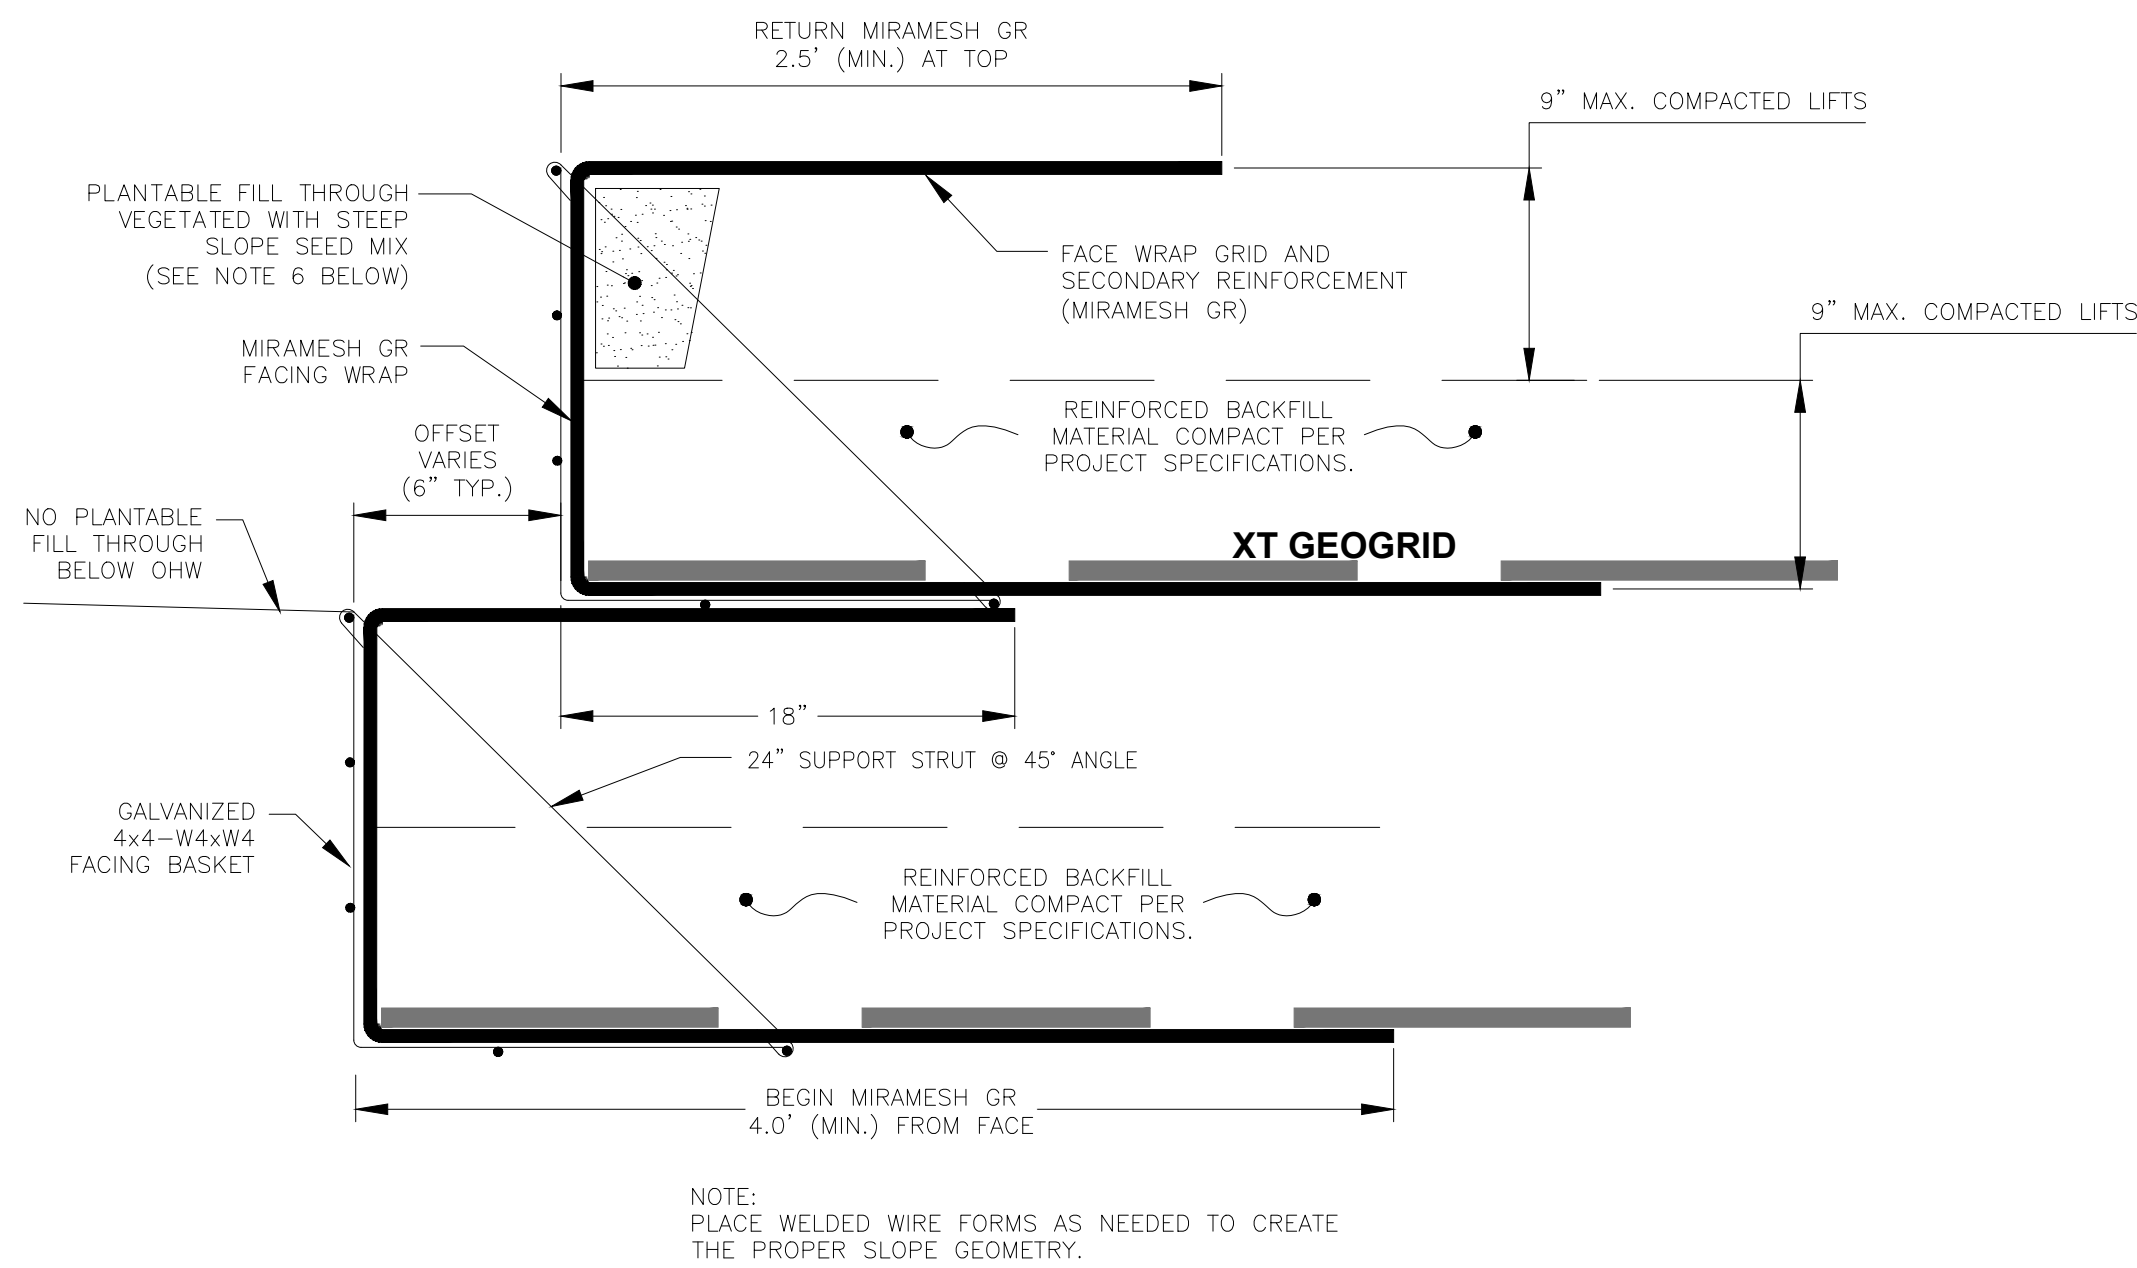 RETURN MIRAMESH GR
2.5' (MIN.) AT TOP
9" MAX. COMPACTED LIFTS
PLANTABLE FILL THROUGH
VEGETATED WITH STEEP
SLOPE SEED MIX
(SEE NOTE 6 BELOW)
FACE WRAP GRID AND
SECONDARY REINFORCEMENT
(MIRAMESH GR)
9" MAX. COMPACTED LIFTS
MIRAMESH GR
FACING WRAP
REINFORCED BACKFILL
MATERIAL COMPACT PER
PROJECT SPECIFICATIONS.
OFFSET
VARIES
(6" TYP.)
NO PLANTABLE
FILL THROUGH
BELOW OHW
XT GEOGRID
18"
24" SUPPORT STRUT @ 45° ANGLE
GALVANIZED
4x4-W4xW4
FACING BASKET
REINFORCED BACKFILL
MATERIAL COMPACT PER
PROJECT SPECIFICATIONS.
BEGIN MIRAMESH GR
4.0' (MIN.) FROM FACE
NOTE:
PLACE WELDED WIRE FORMS AS NEEDED TO CREATE
THE PROPER SLOPE GEOMETRY.